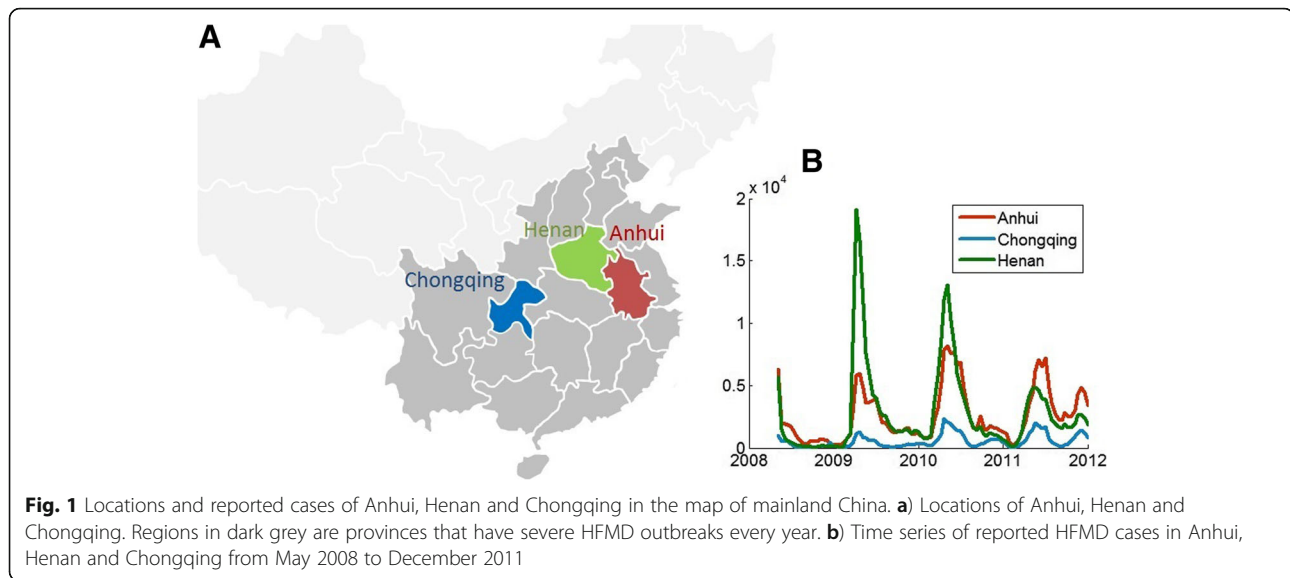 A
Henan
Anhui
Chongqing
B
x 10^4
2
1.5
1
0.5
0
2008
2009
2010
2011
2012
Anhui
Chongqing
Henan
Fig. 1 Locations and reported cases of Anhui, Henan and Chongqing in the map of mainland China. a) Locations of Anhui, Henan and
Chongqing. Regions in dark grey are provinces that have severe HFMD outbreaks every year. b) Time series of reported HFMD cases in Anhui,
Henan and Chongqing from May 2008 to December 2011